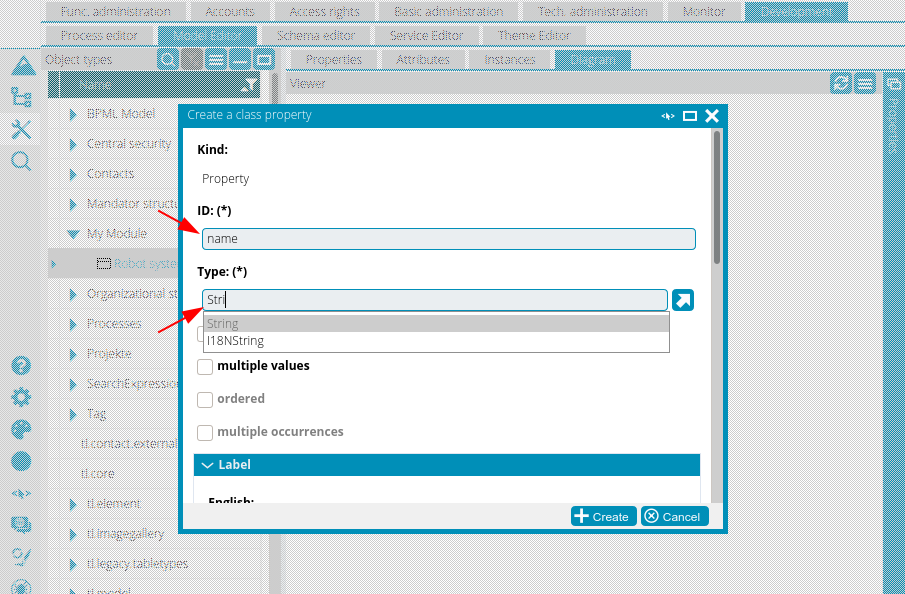 Func. administration Accounts Access rights Basic administration Tech. administration Monitor Development
Process editor Model Editor Schema editor Service Editor Theme Editor
Object types Properties Attributes Instances Diagram
Name Viewer
Properties
BPML Model
Central security
Contacts
Mandator structu
My Module
Robot syste
Organizational st
Processes
Projekte
SearchExpression
Tag
tl.contact.external
tl.core
tl.element
tl.imagegallery
tl.legacy.tabletypes
tl.model
Create a class property
Kind:
Property
ID: (*)
name
Type: (*)
Stri
String
I18NString
multiple values
ordered
multiple occurrences
Label
English:
Create Cancel